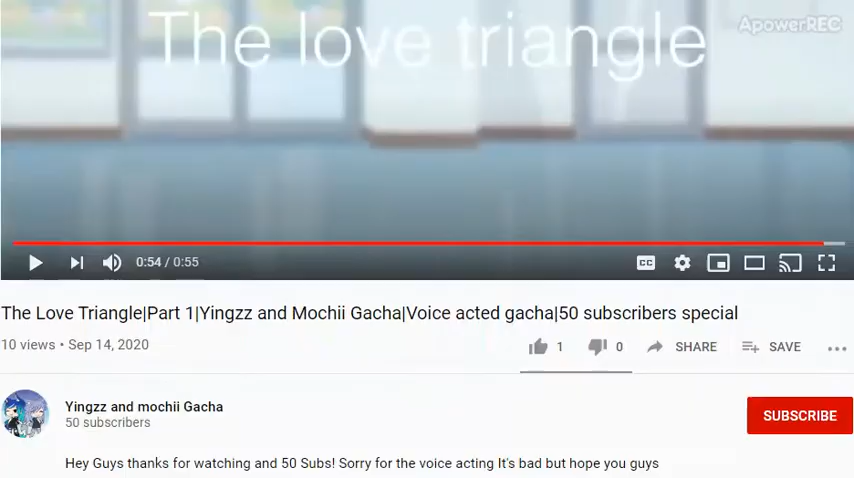 ApowerREC
The love triangle
0:54 / 0:55
CC
The Love Triangle|Part 1|Yingzz and Mochii Gacha|Voice acted gacha|50 subscribers special
10 views • Sep 14, 2020
1
0
SHARE
SAVE
Yingzz and mochii Gacha
50 subscribers
SUBSCRIBE
Hey Guys thanks for watching and 50 Subs! Sorry for the voice acting It's bad but hope you guys